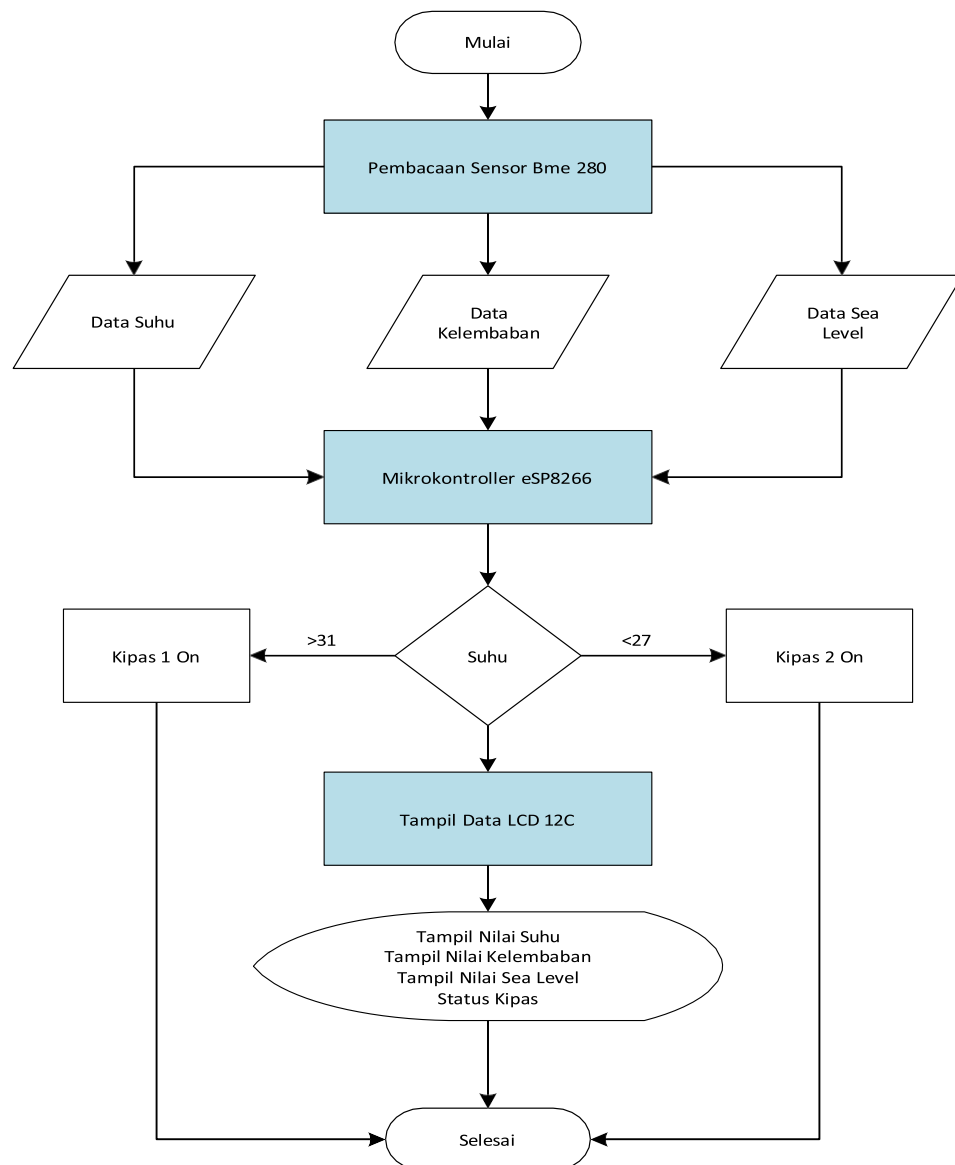 Mulai
Pembacaan Sensor Bme 280
Data Suhu
Data
Kelembaban
Data Sea
Level
Mikrokontroller eSP8266
>31
<27
Kipas 1 On
Suhu
Kipas 2 On
Tampil Data LCD 12C
Tampil Nilai Suhu
Tampil Nilai Kelembaban
Tampil Nilai Sea Level
Status Kipas
Selesai